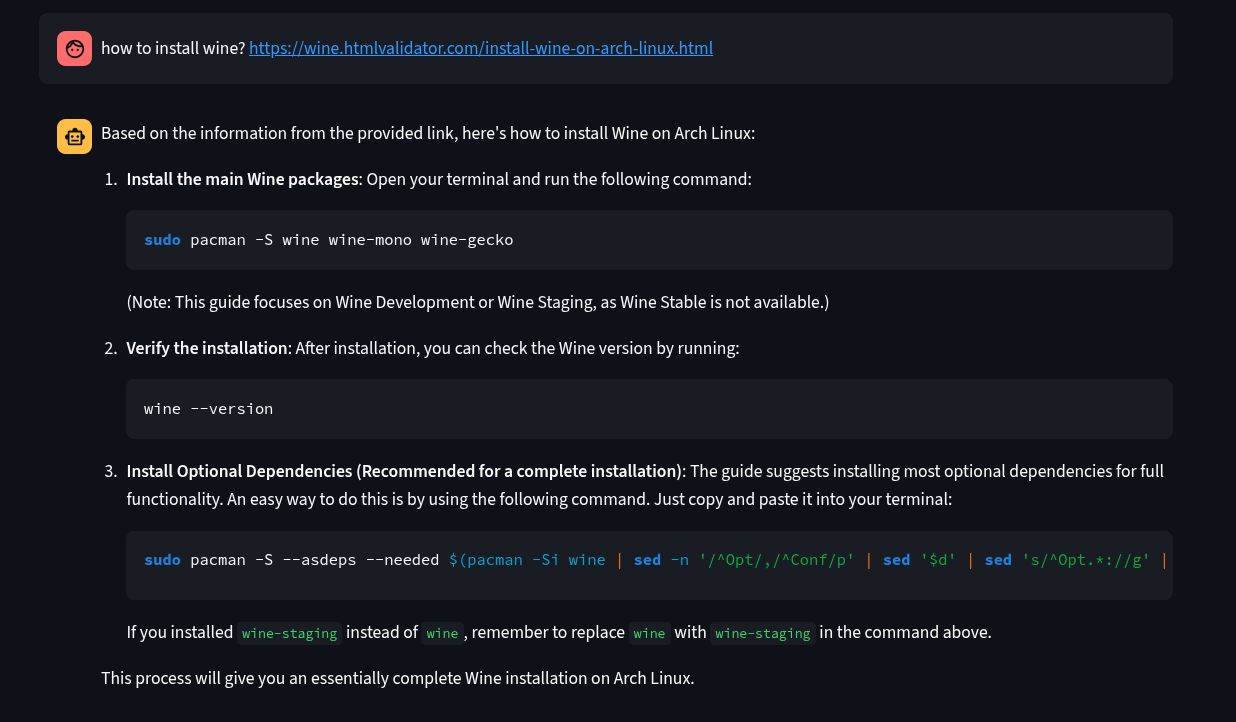 how to install wine? https://wine.htmlvalidator.com/install-wine-on-arch-linux.html
Based on the information from the provided link, here's how to install Wine on Arch Linux:
1. Install the main Wine packages: Open your terminal and run the following command:
sudo pacman -S wine wine-mono wine-gecko
(Note: This guide focuses on Wine Development or Wine Staging, as Wine Stable is not available.)
2. Verify the installation: After installation, you can check the Wine version by running:
wine --version
3. Install Optional Dependencies (Recommended for a complete installation): The guide suggests installing most optional dependencies for full
functionality. An easy way to do this is by using the following command. Just copy and paste it into your terminal:
sudo pacman -S --asdeps --needed $(pacman -Si wine | sed -n '/^Opt/,/^Conf/p' | sed '$d' | sed 's/^Opt.*://g' |
If you installed wine-staging instead of wine, remember to replace wine with wine-staging in the command above.
This process will give you an essentially complete Wine installation on Arch Linux.